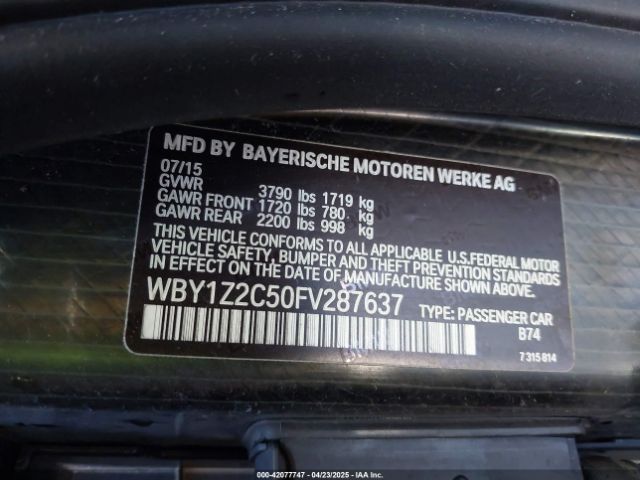 MFD BY BAYERISCHE MOTOREN WERKE AG
07/15
GVWR 3790 lbs 1719 kg
GAWR FRONT 1720 lbs 780 kg
GAWR REAR 2200 lbs 998 kg
THIS VEHICLE CONFORMS TO ALL APPLICABLE U.S.FEDERAL MOTOR
VEHICLE SAFETY, BUMPER AND THEFT PREVENTION STANDARDS
IN EFFECT ON THE DATE OF MANUFACTURE SHOWN ABOVE.
WBY1Z2C50FV287637 TYPE: PASSENGER CAR
B74
7 315 814
000-42077747 - 04/23/2025 - IAAI.COM